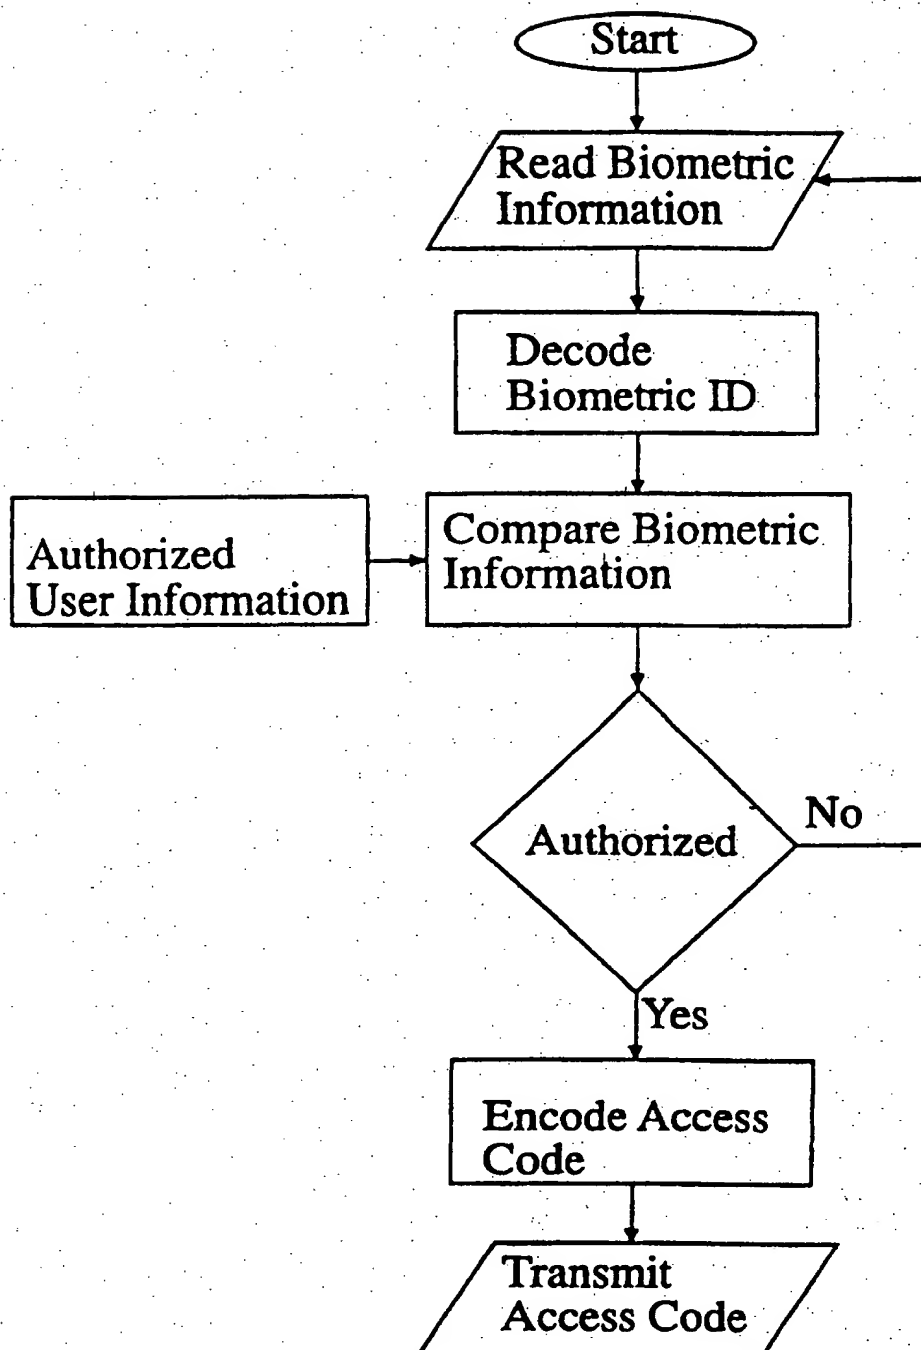 Start
Read Biometric
Information
Decode
Biometric ID
Authorized
User Information
Compare Biometric
Information
Authorized
No
Yes
Encode Access
Code
Transmit
Access Code